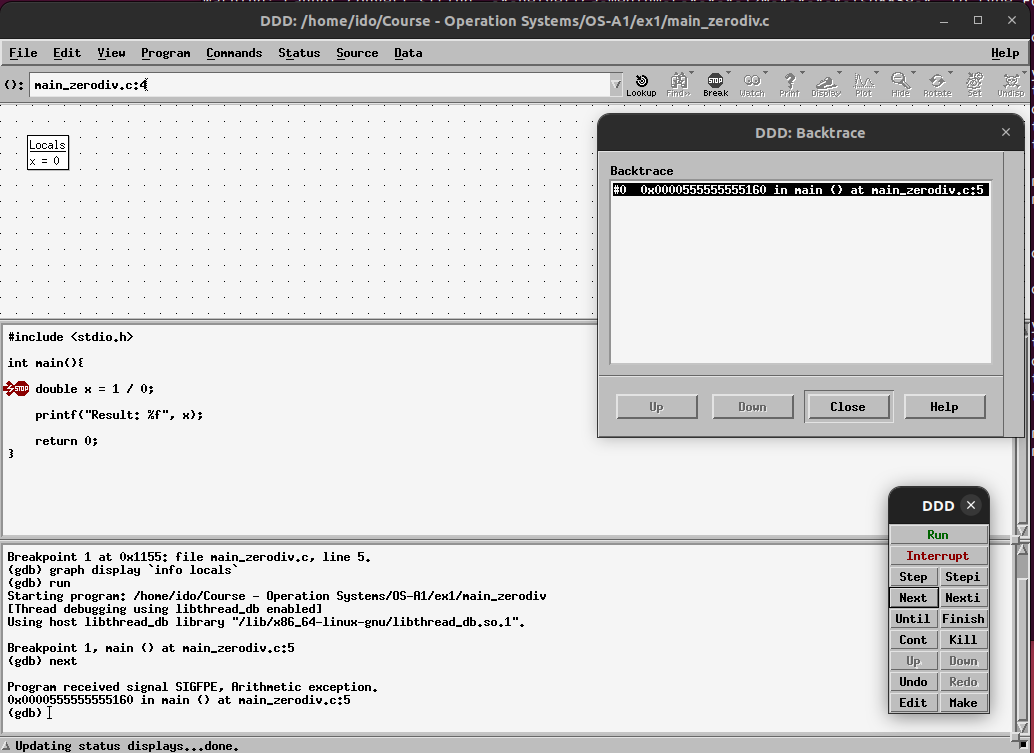 DDD: /home/ido/Course - Operation Systems/OS-A1/ex1/main_zerodiv.c
File Edit View Program Commands Status Source Data Help
(): main_zerodiv.c:4
Lookup Find» Break Watch Print Display Plot Hide Rotate Set Undisp
Locals
x = 0
DDD: Backtrace
Backtrace
#0 0x0000555555555160 in main () at main_zerodiv.c:5
Up Down Close Help
#include <stdio.h>
int main(){
STOP double x = 1 / 0;
printf("Result: %f", x);
return 0;
}
DDD
Run
Interrupt
Step Stepi
Next Nexti
Until Finish
Cont Kill
Up Down
Undo Redo
Edit Make
Breakpoint 1 at 0x1155: file main_zerodiv.c, line 5.
(gdb) graph display `info locals`
(gdb) run
Starting program: /home/ido/Course - Operation Systems/OS-A1/ex1/main_zerodiv
[Thread debugging using libthread_db enabled]
Using host libthread_db library "/lib/x86_64-linux-gnu/libthread_db.so.1".
Breakpoint 1, main () at main_zerodiv.c:5
(gdb) next
Program received signal SIGFPE, Arithmetic exception.
0x0000555555555160 in main () at main_zerodiv.c:5
(gdb)
Updating status displays...done.